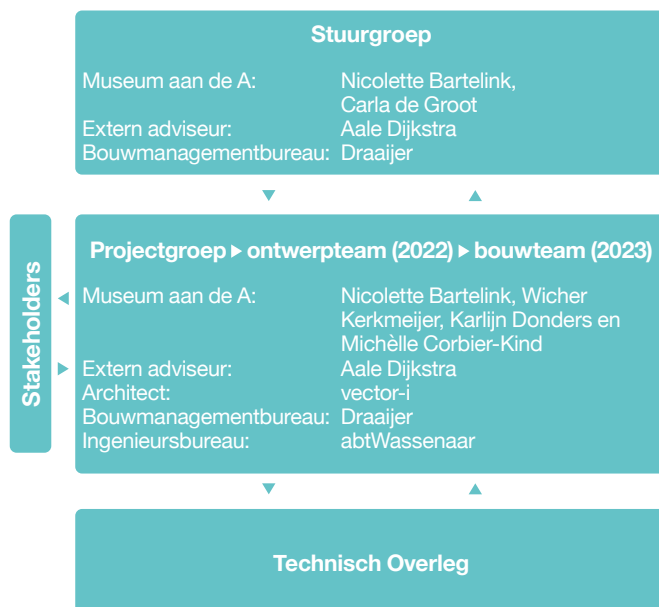 Stuurgroep
Museum aan de A: Nicolette Bartelink,
Carla de Groot
Extern adviseur: Aale Dijkstra
Bouwmanagementbureau: Draaijer
Stakeholders
Projectgroep ▸ ontwerpteam (2022) ▸ bouwteam (2023)
Museum aan de A: Nicolette Bartelink, Wicher
Kerkmeijer, Karlijn Donders en
Michèlle Corbier-Kind
Extern adviseur: Aale Dijkstra
Architect: vector-i
Bouwmanagementbureau: Draaijer
Ingenieursbureau: abtWassenaar
Technisch Overleg